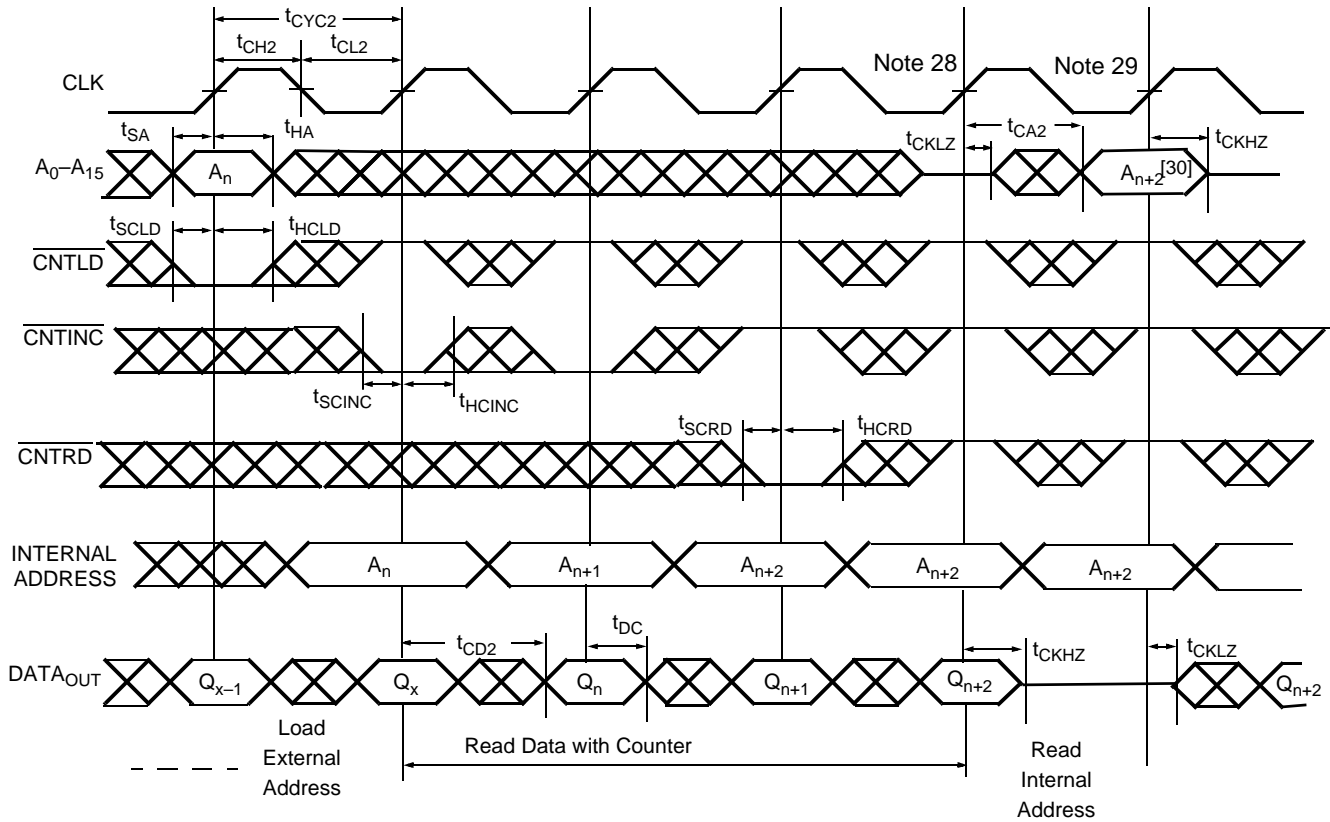 tCYC2
tCH2
tCL2
Note 28
Note 29
CLK
tSA
tHA
tCKLZ
tCA2
tCKHZ
A0–A15
An
An+2[30]
tSCLD
tHCLD
CNTLD
CNTINC
tSCINC
tHCINC
tSCRD
tHCRD
CNTRD
INTERNAL
ADDRESS
An
An+1
An+2
An+2
An+2
tCD2
tDC
tCKHZ
tCKLZ
DATAOUT
Qx–1
Qx
Qn
Qn+1
Qn+2
Qn+2
Load
External
Address
Read Data with Counter
Read
Internal
Address